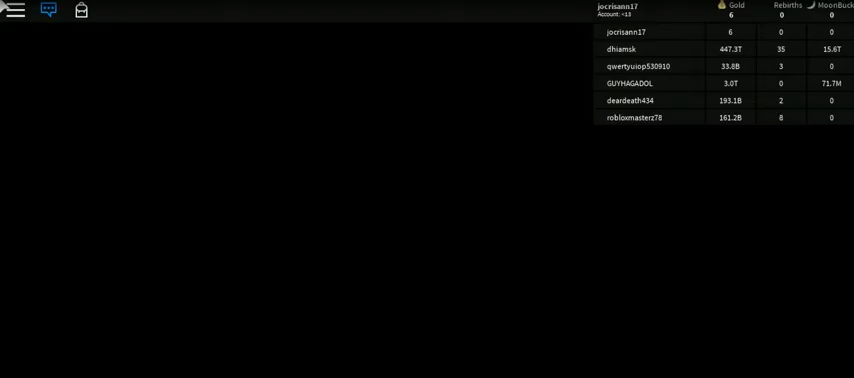 jocrisann17 Gold Rebirths MoonBuck
Account: <13 6 0 0
jocrisann17 6 0 0
dhiamsk 447.3T 35 15.6T
qwertyuiop530910 33.8B 3 0
GUYHAGADOL 3.0T 0 71.7M
deardeath434 193.1B 2 0
robloxmasterz78 161.2B 8 0